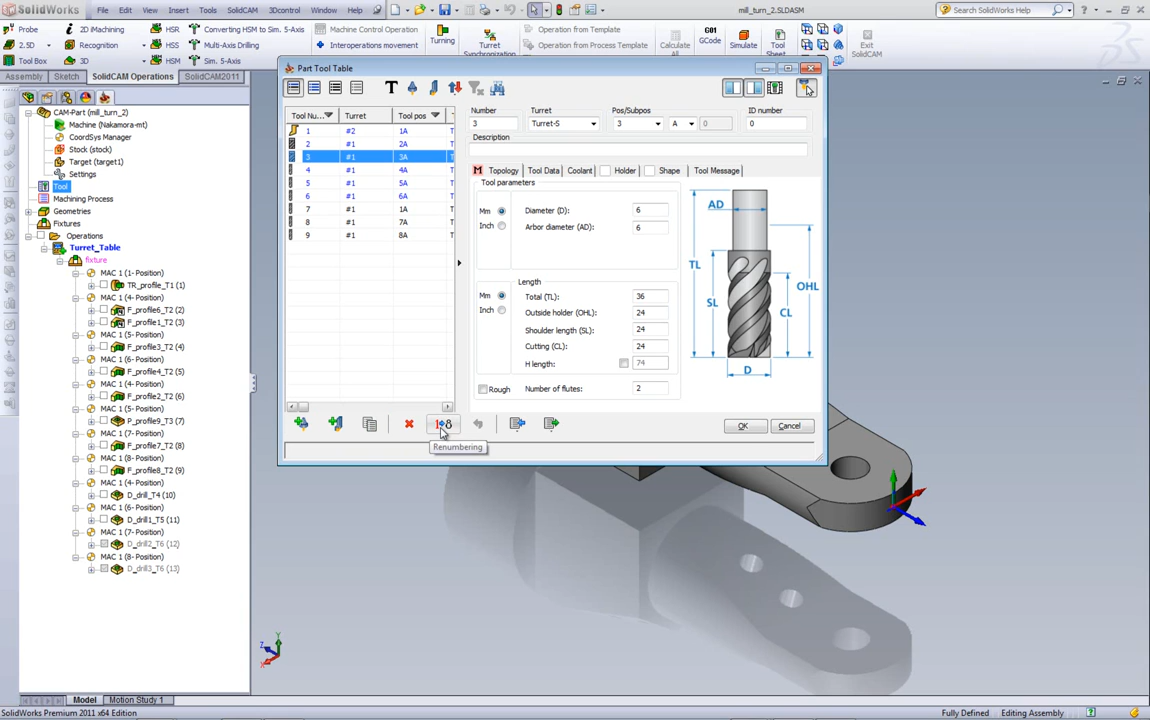 SolidWorks File Edit View Insert Tools SolidCAM 3Dcontrol Window Help mill_turn_2.SLDASM Search Commands
Probe 2D iMachining HSR Converting HSM to Sim. 5-Axis Machine Control Operation Operation from Template
2.5D Recognition HSS Multi-Axis Drilling Interoperations movement Operation from Process Template
Tool Box 3D HSM Sim. 5-Axis
Turning Turret Synchronization Calculate All G01 GCode Simulate Tool Sheet Exit SolidCAM
Assembly Sketch SolidCAM Operations SolidCAM2011
CAM-Part (mill_turn_2)
Machine (Nakamora-mt)
CoordSys Manager
Stock (stock)
Target (target1)
Settings
Tool
Machining Process
Geometries
Fixtures
Operations
Turret_Table
fixture
MAC 1 (1- Position)
TR_profile_T1 (1)
MAC 1 (4- Position)
F_profile6_T2 (2)
F_profile1_T2 (3)
MAC 1 (5- Position)
F_profile3_T2 (4)
MAC 1 (6- Position)
F_profile4_T2 (5)
MAC 1 (4- Position)
F_profile2_T2 (6)
MAC 1 (5- Position)
P_profile9_T3 (7)
MAC 1 (7- Position)
F_profile7_T2 (8)
MAC 1 (8- Position)
F_profile8_T2 (9)
MAC 1 (4- Position)
D_drill_T4 (10)
MAC 1 (6- Position)
D_drill1_T5 (11)
MAC 1 (7- Position)
D_drill2_T6 (12)
MAC 1 (8- Position)
D_drill3_T6 (13)
Part Tool Table
Tool Nu... Turret Tool pos T
1 #2 1A T
2 #1 2A T
3 #1 3A T
4 #1 4A T
5 #1 5A T
6 #1 6A T
7 #1 1A T
8 #1 7A T
9 #1 8A T
Renumbering
Number Turret Pos/Subpos ID number
3 Turret-S 3 A 0 0
Description
M Topology Tool Data Coolant Holder Shape Tool Message
Tool parameters
Mm Diameter (D): 6
Inch Arbor diameter (AD): 6
Length
Mm Total (TL): 36
Inch Outside holder (OHL): 24
Shoulder length (SL): 24
Cutting (CL): 24
H length: 74
Rough Number of flutes: 2
AD
TL
OHL
SL
CL
D
OK Cancel
Y
Z
X
Model Motion Study 1
SolidWorks Premium 2011 x64 Edition Fully Defined Editing Assembly